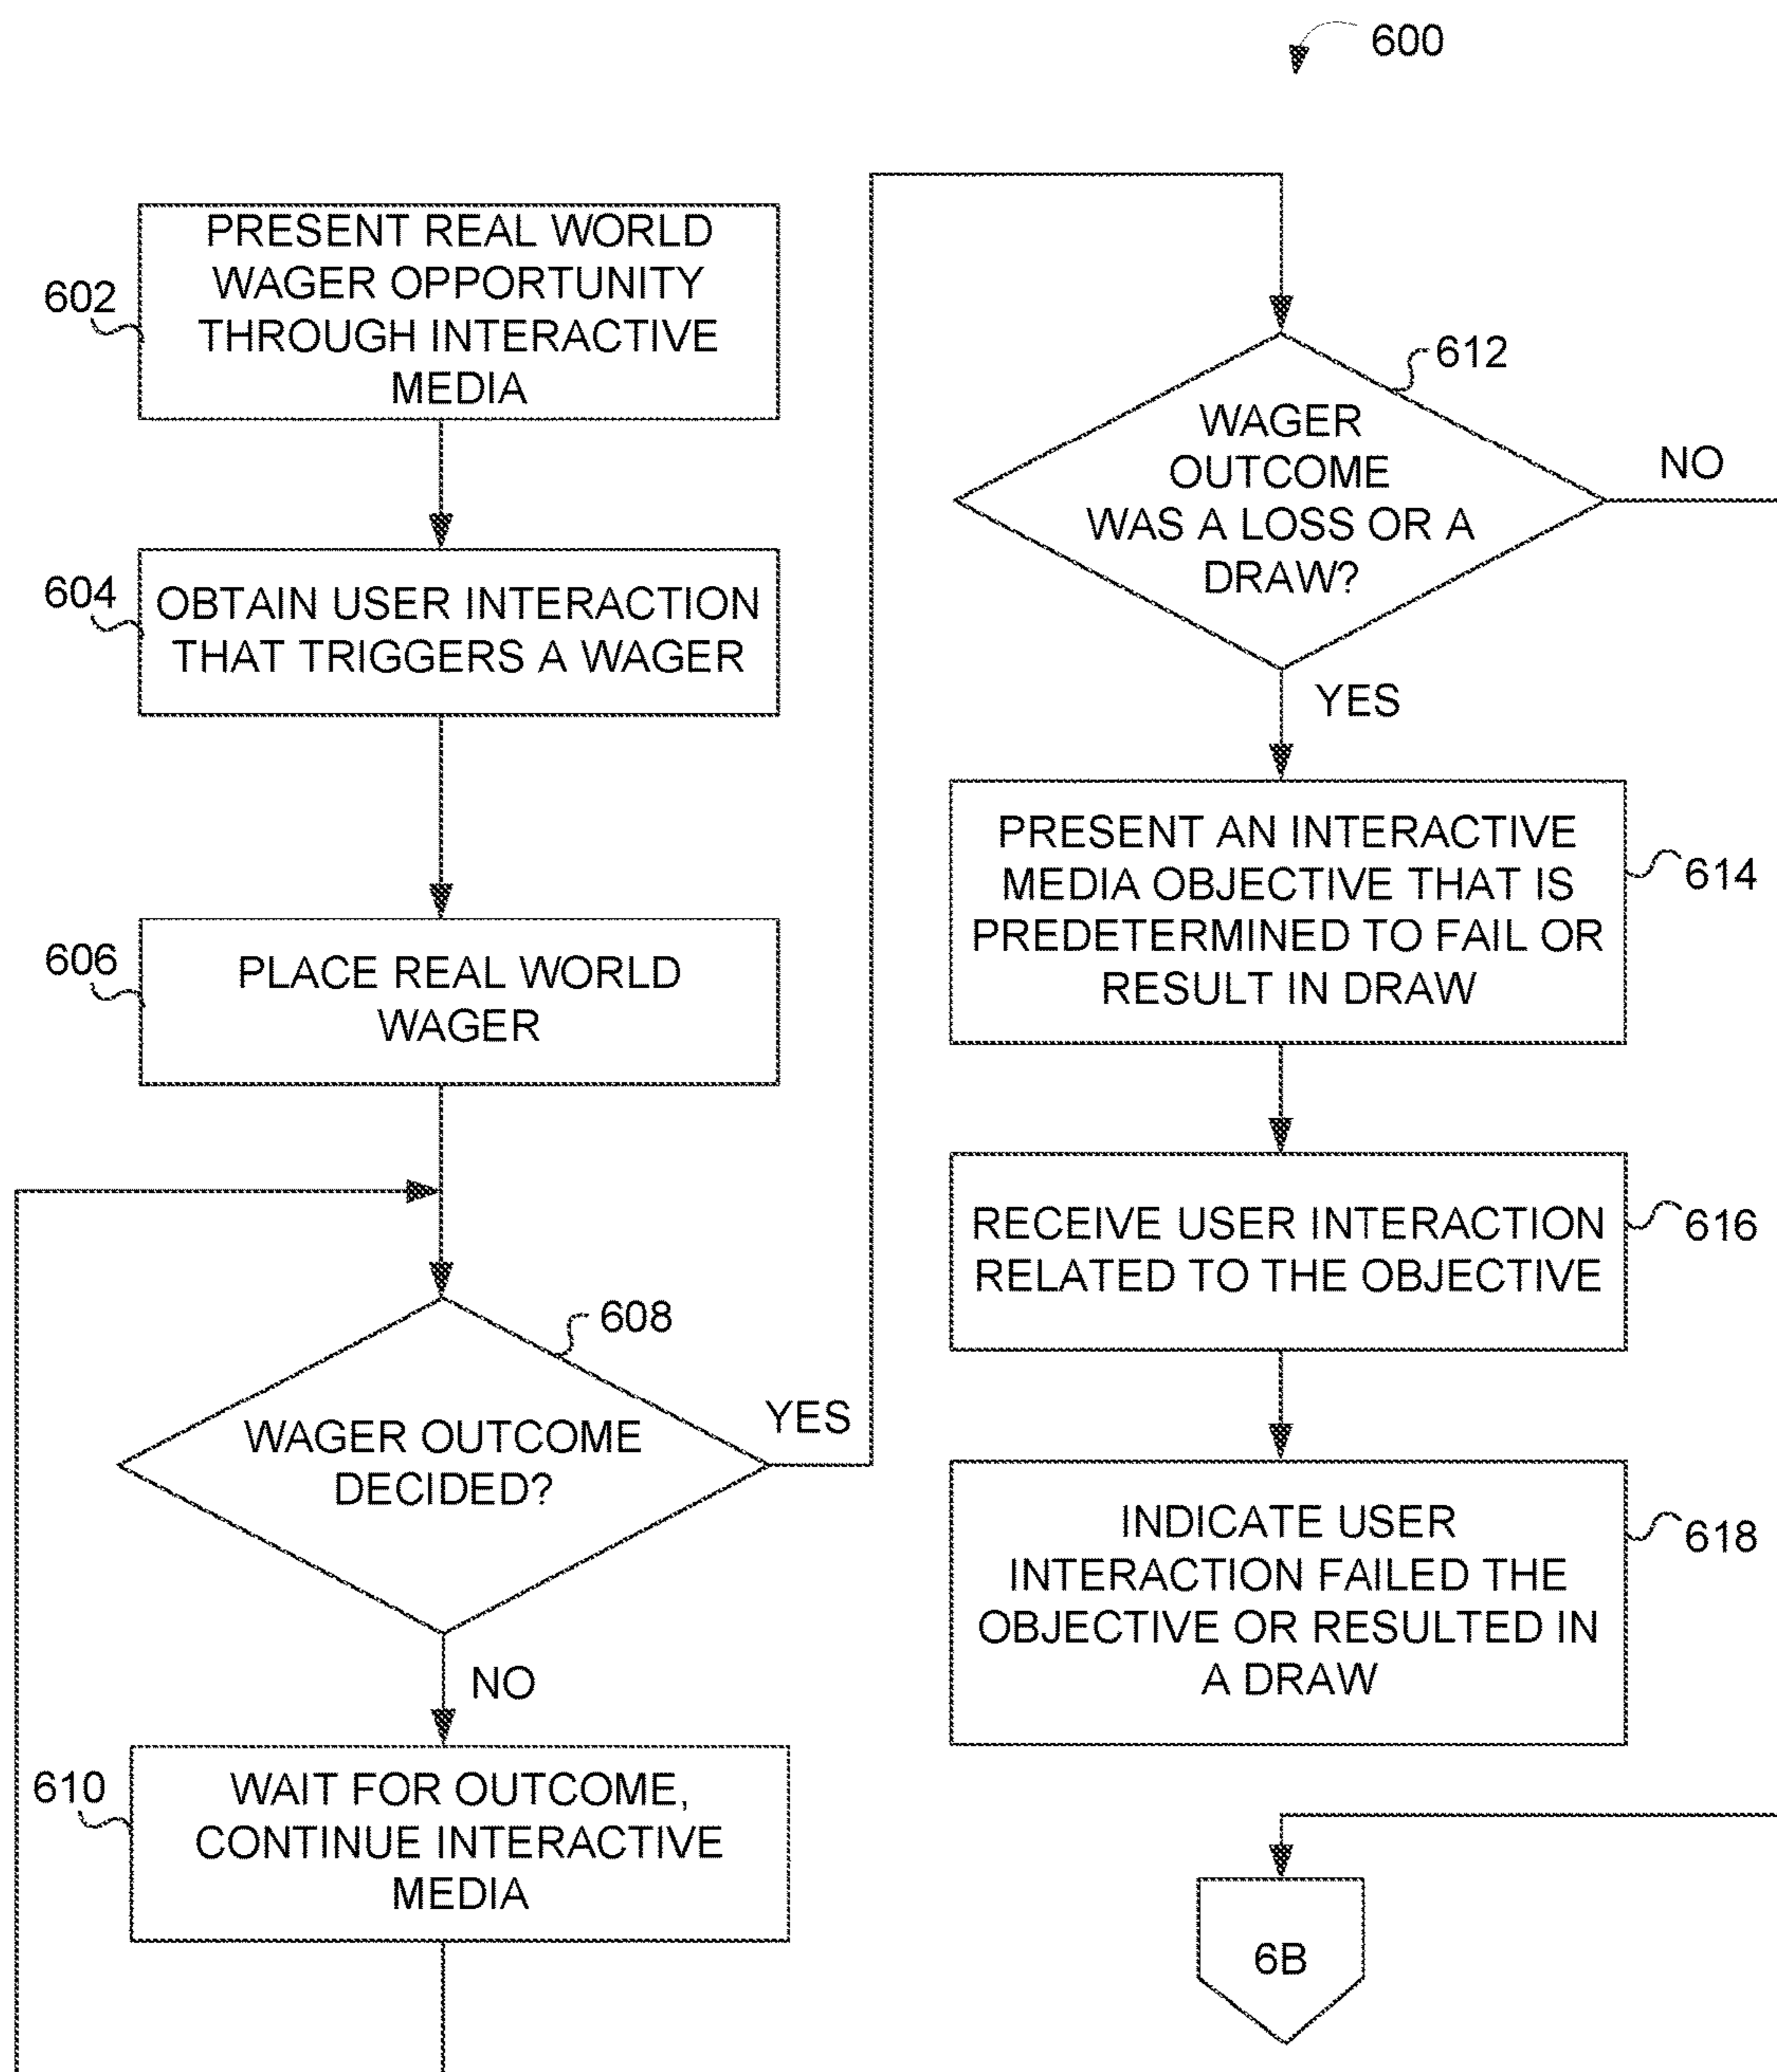 600
602
PRESENT REAL WORLD
WAGER OPPORTUNITY
THROUGH INTERACTIVE
MEDIA
604
OBTAIN USER INTERACTION
THAT TRIGGERS A WAGER
606
PLACE REAL WORLD
WAGER
608
WAGER OUTCOME
DECIDED?
YES
NO
610
WAIT FOR OUTCOME,
CONTINUE INTERACTIVE
MEDIA
612
WAGER
OUTCOME
WAS A LOSS OR A
DRAW?
NO
YES
PRESENT AN INTERACTIVE
MEDIA OBJECTIVE THAT IS
PREDETERMINED TO FAIL OR
RESULT IN DRAW
614
RECEIVE USER INTERACTION
RELATED TO THE OBJECTIVE
616
INDICATE USER
INTERACTION FAILED THE
OBJECTIVE OR RESULTED IN
A DRAW
618
6B